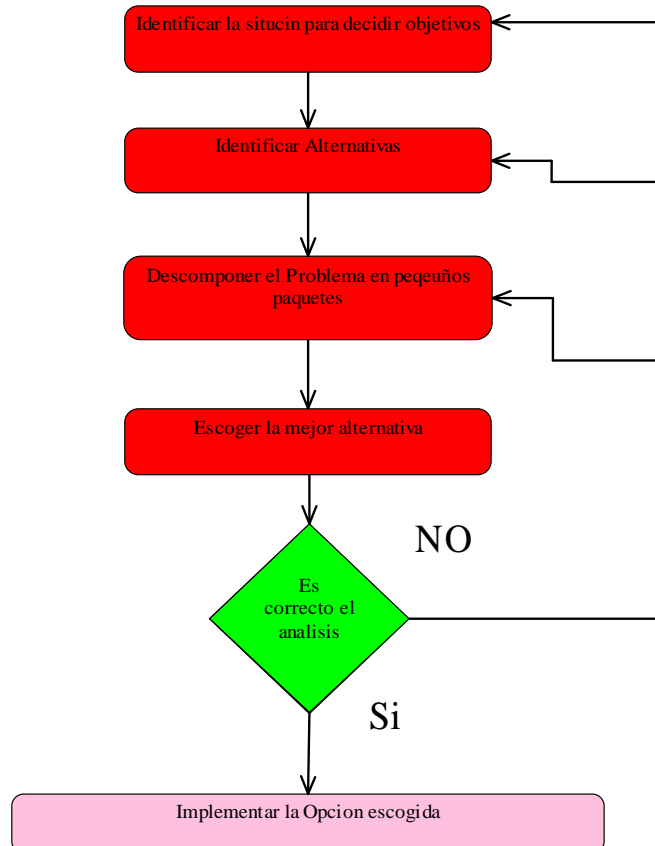 Identificar la situcin para decidir objetivos
Identificar Alternativas
Descomponer el Problema en peqeuños
paquetes
Escoger la mejor alternativa
NO
Es
correcto el
analisis
Si
Implementar la Opcion escogida